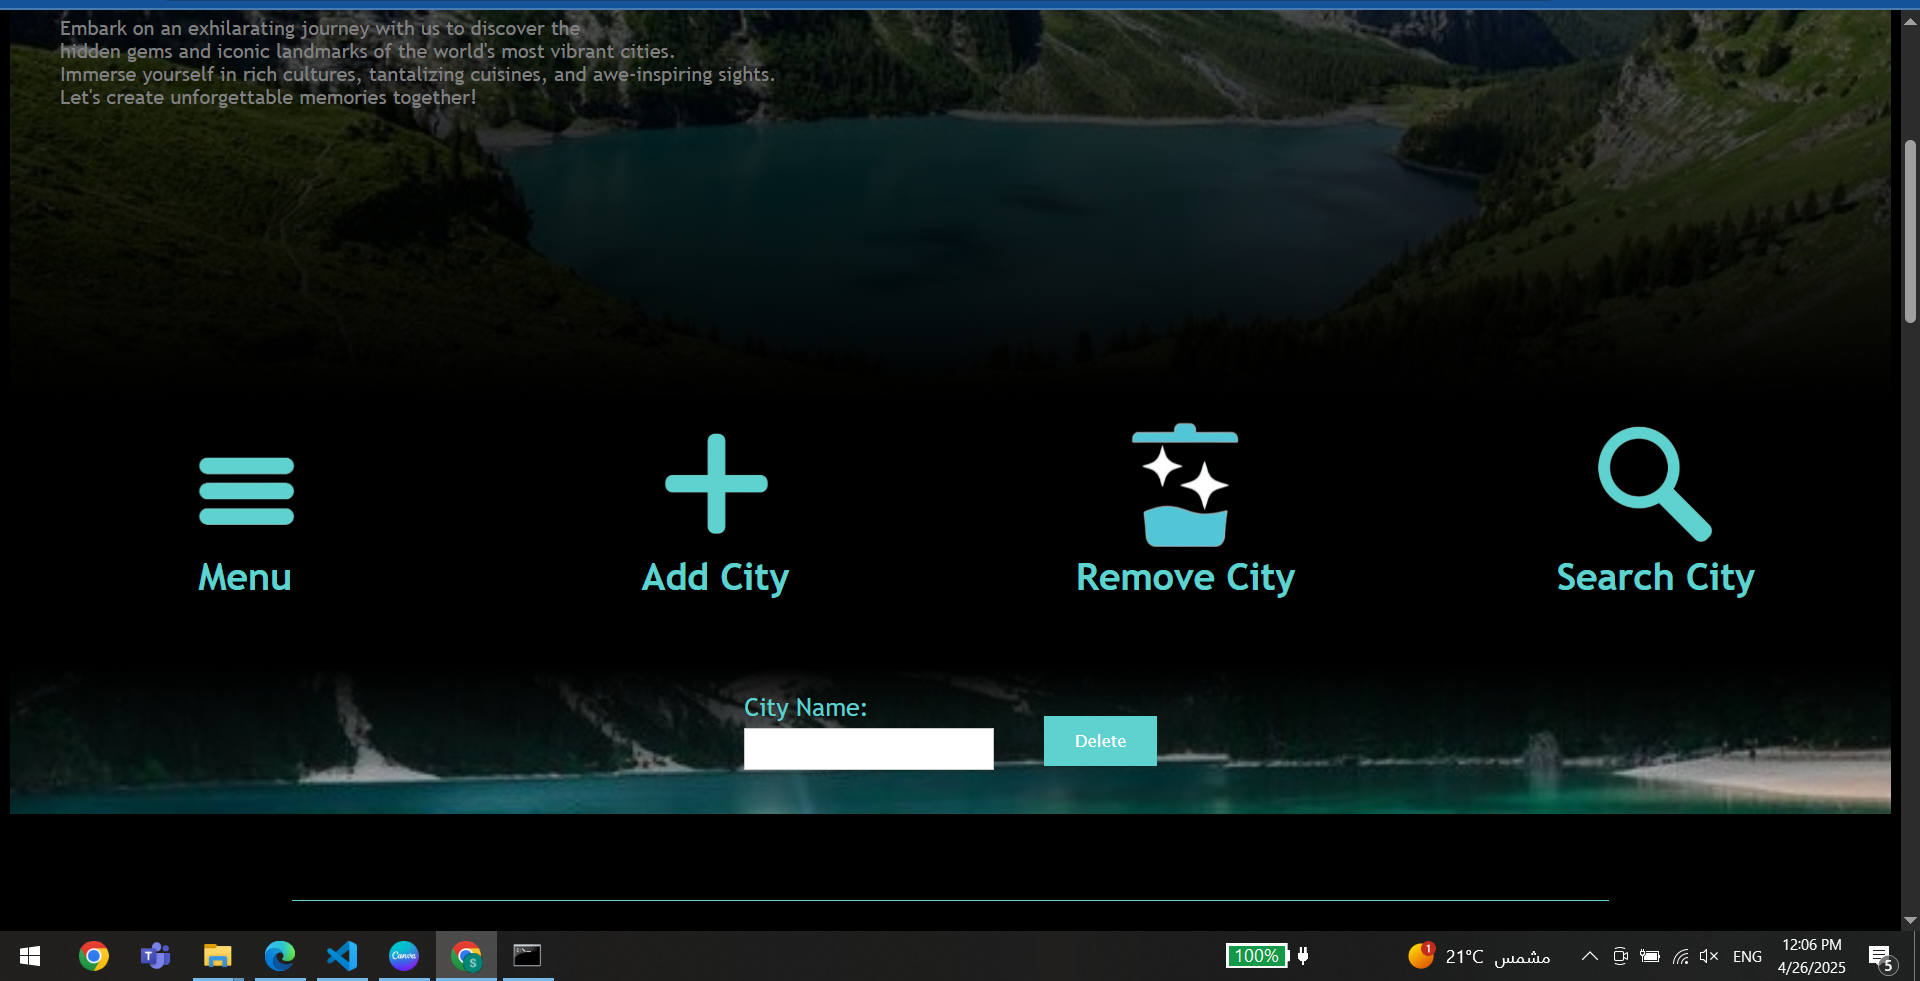 Embark on an exhilarating journey with us to discover the
hidden gems and iconic landmarks of the world's most vibrant cities.
Immerse yourself in rich cultures, tantalizing cuisines, and awe-inspiring sights.
Let's create unforgettable memories together!
Menu
Add City
Remove City
Search City
City Name:
Delete
T
Canva
S
100%
1
21°C مشمس
ENG
12:06 PM
4/26/2025
5